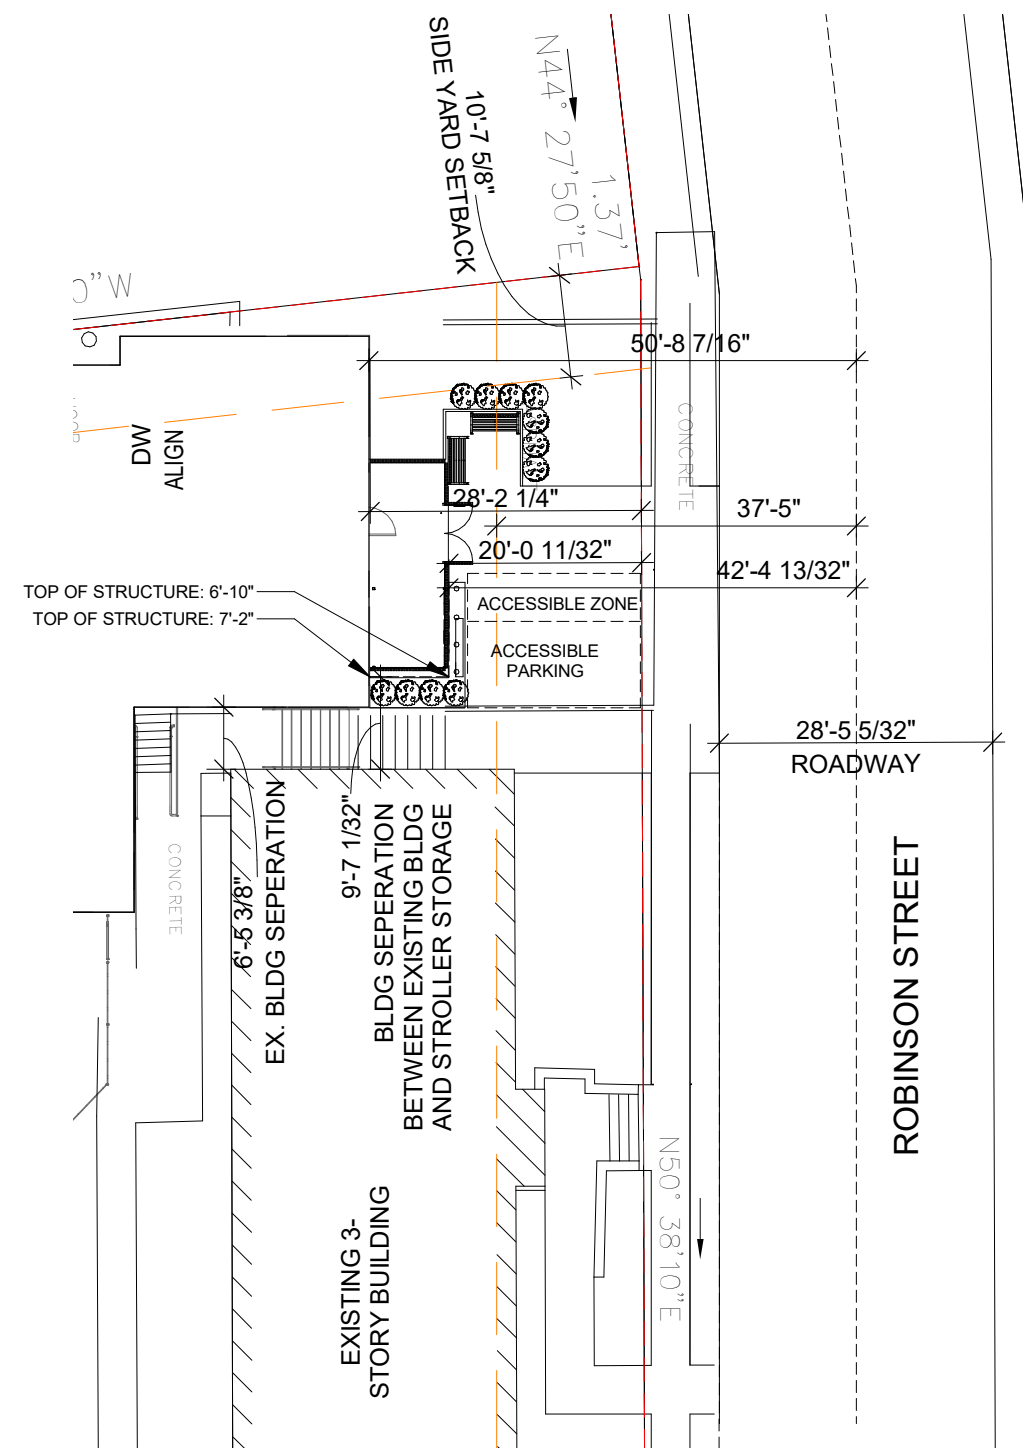 SIDE YARD SETBACK
10'-7 5/8"
N44° 27'50"E
1.37'
W"C
50'-8 7/16"
CONCRETE
DW
ALIGN
28'-2 1/4"
37'-5"
20'-0 11/32"
42'-4 13/32"
TOP OF STRUCTURE: 6'-10"
TOP OF STRUCTURE: 7'-2"
ACCESSIBLE ZONE
ACCESSIBLE
PARKING
28'-5 5/32"
ROADWAY
CONCRETE
6'-5 3/8"
EX. BLDG SEPERATION
9'-7 1/32"
BLDG SEPERATION
BETWEEN EXISTING BLDG
AND STROLLER STORAGE
ROBINSON STREET
N50° 38'10"E
EXISTING 3-
STORY BUILDING